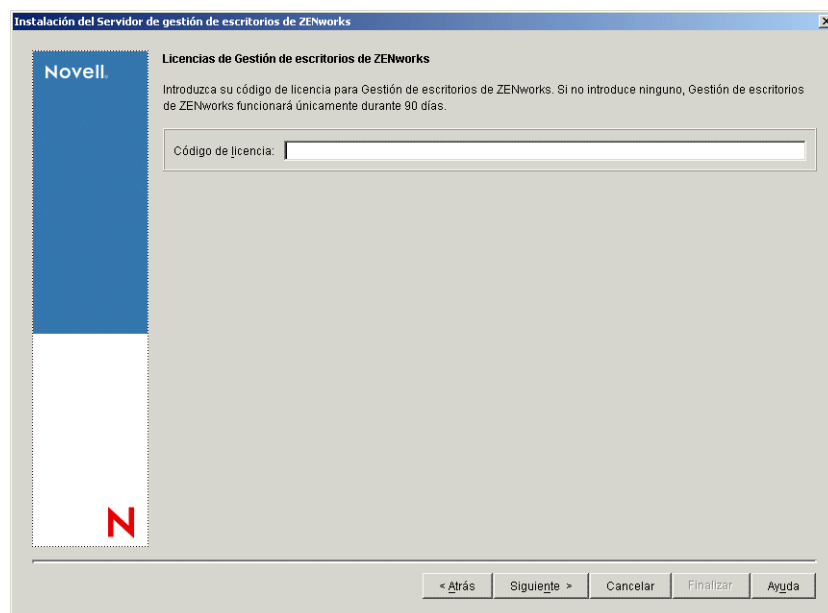 Instalación del Servidor de gestión de escritorios de ZENworks
Novell.
Licencias de Gestión de escritorios de ZENworks
Introduzca su código de licencia para Gestión de escritorios de ZENworks. Si no introduce ninguno, Gestión de escritorios
de ZENworks funcionará únicamente durante 90 días.
Código de licencia:
N
< Atrás
Siguiente >
Cancelar
Finalizar
Ayuda